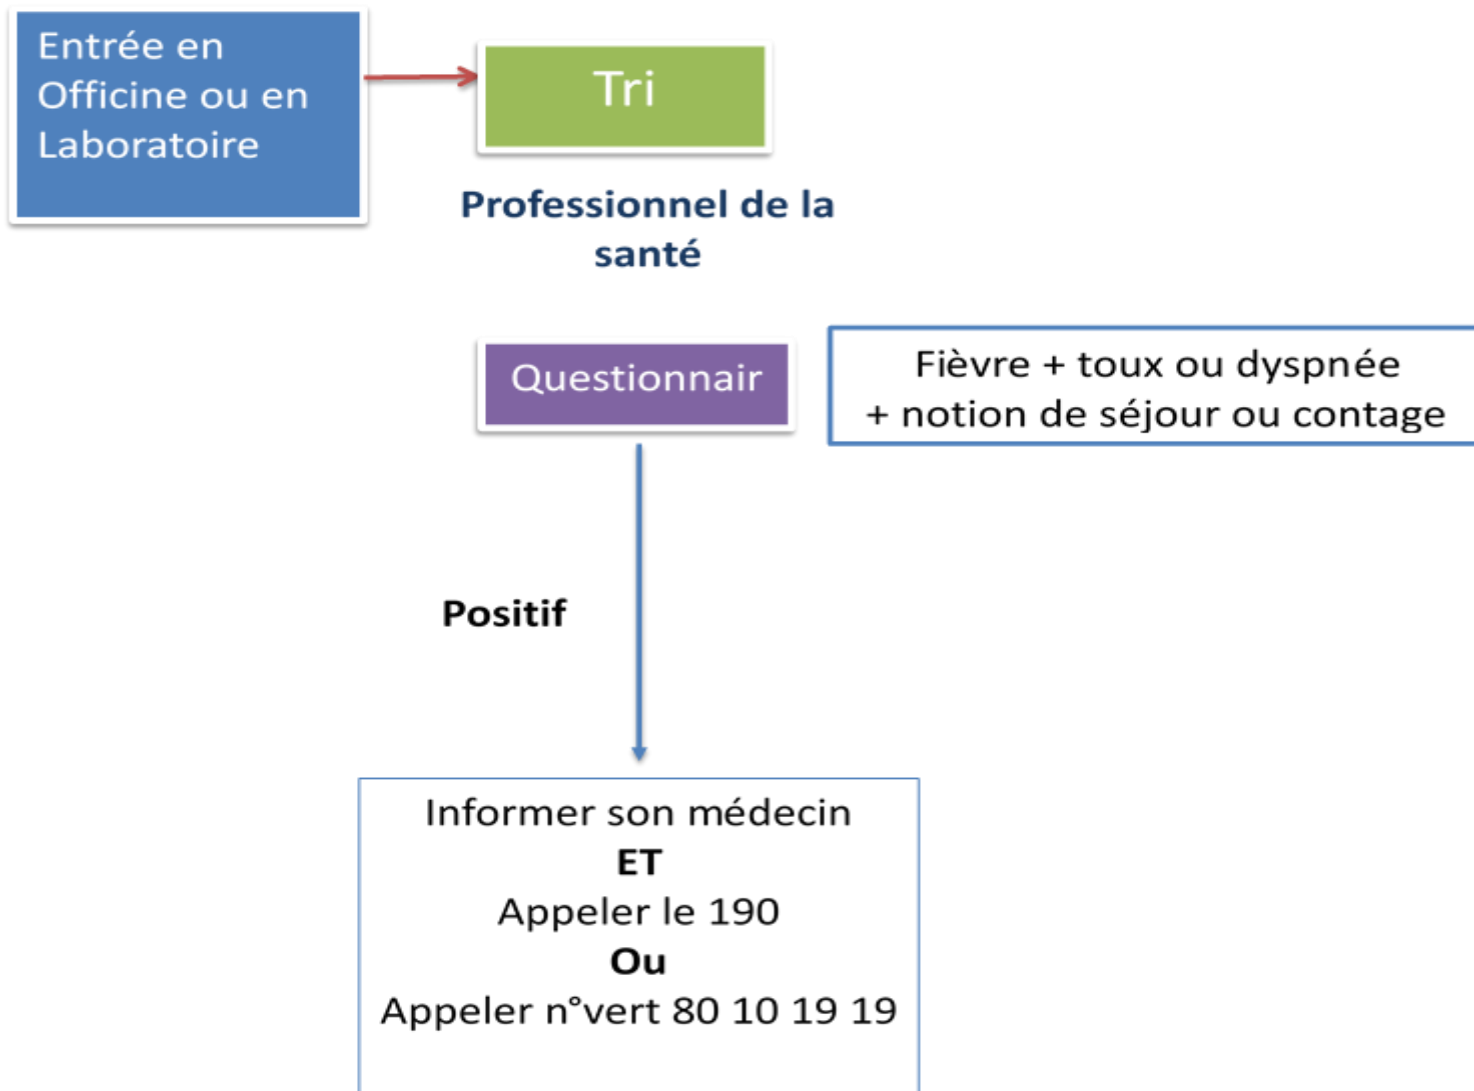 Entrée en
Officine ou en
Laboratoire
Tri
Professionnel de la
santé
Questionnair
Fièvre + toux ou dyspnée
+ notion de séjour ou contage
Positif
Informer son médecin
ET
Appeler le 190
Ou
Appeler n°vert 80 10 19 19